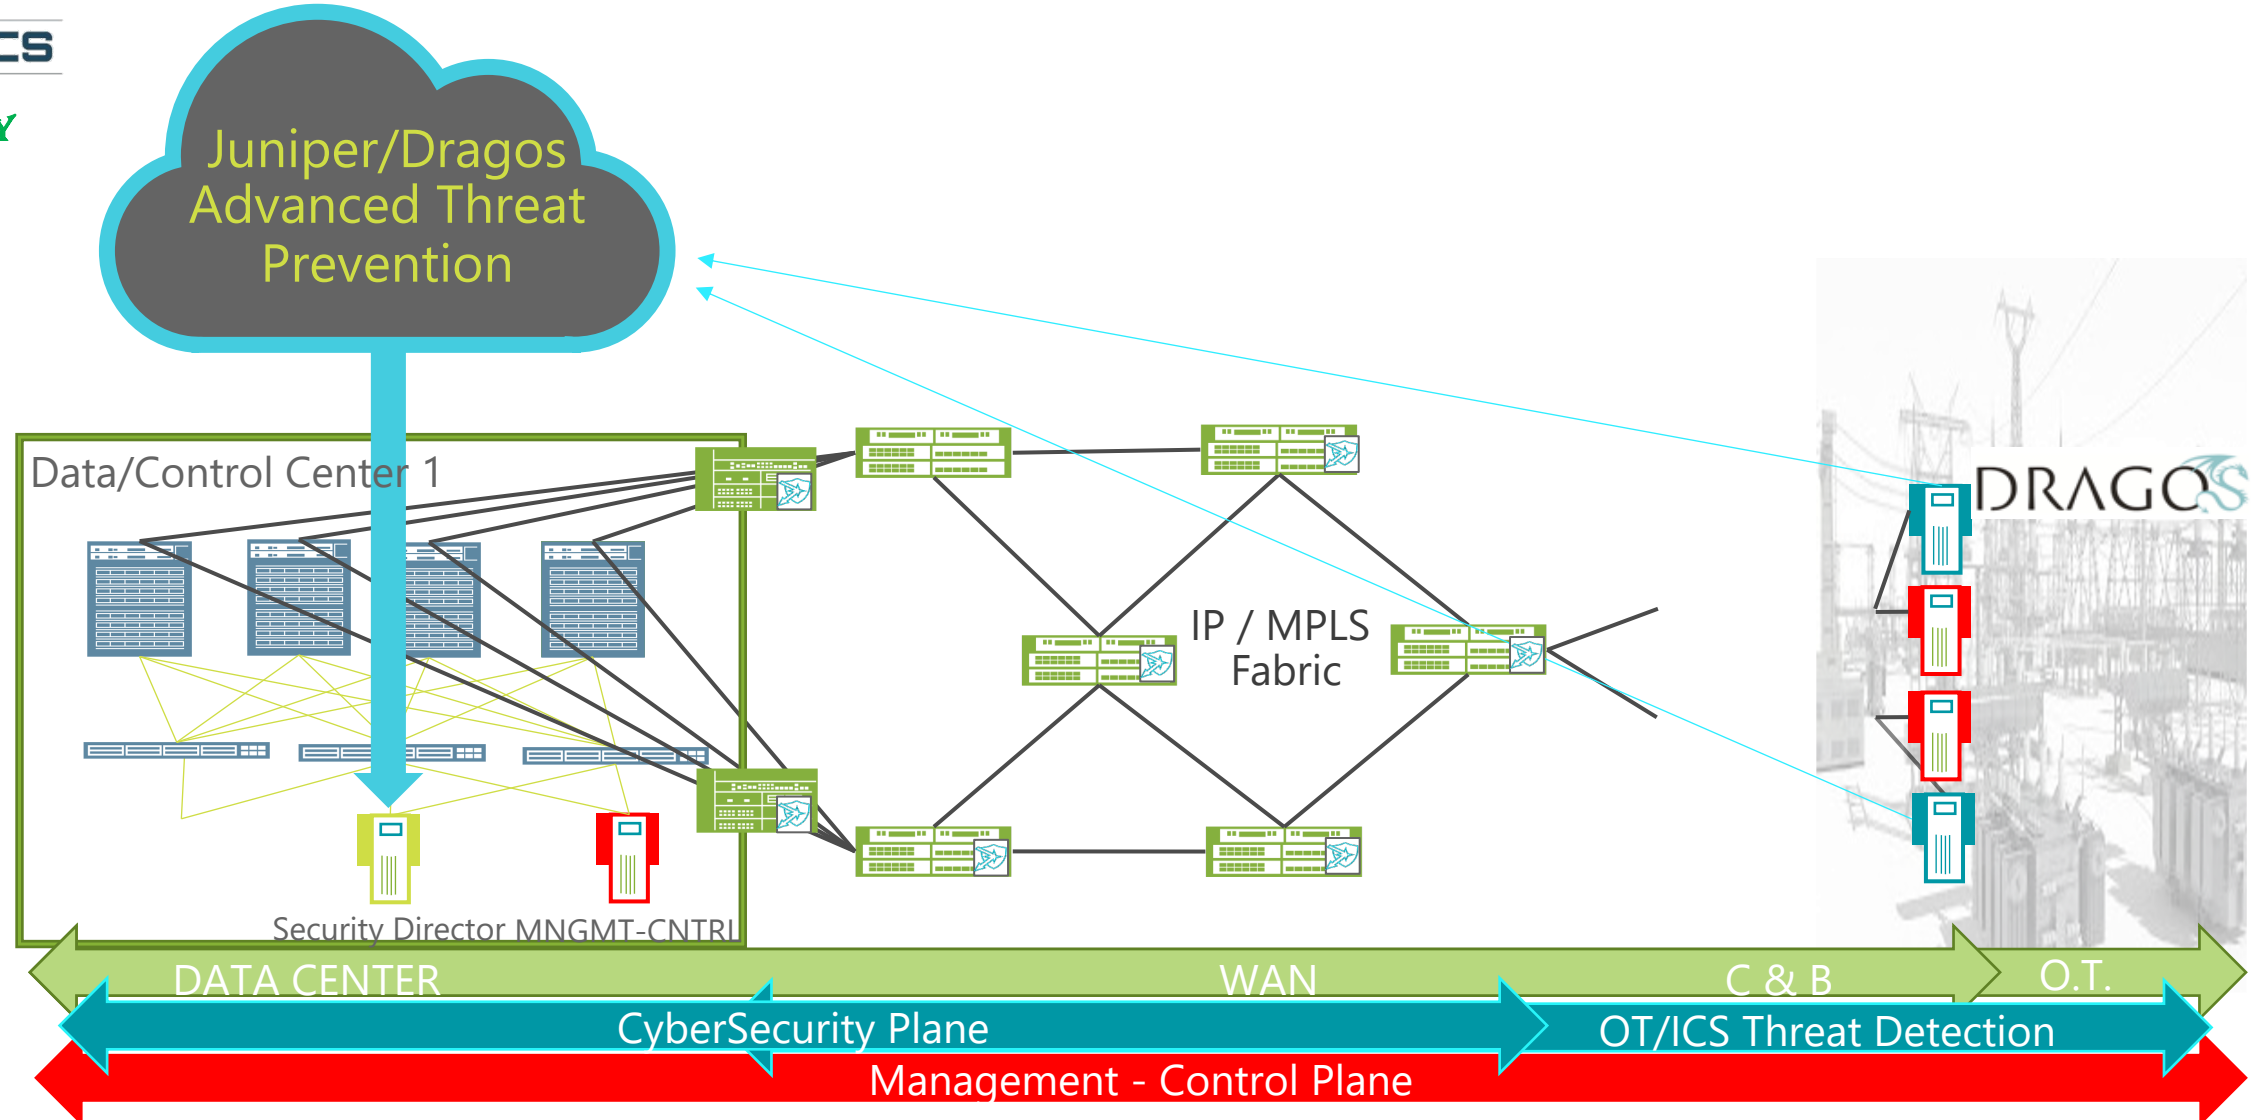 CS
Y
Juniper/Dragos
Advanced Threat
Prevention
Data/Control Center 1
DRAGOS
IP / MPLS
Fabric
Security Director MNGMT-CNTRL
DATA CENTER
WAN
C & B
O.T.
CyberSecurity Plane
OT/ICS Threat Detection
Management - Control Plane